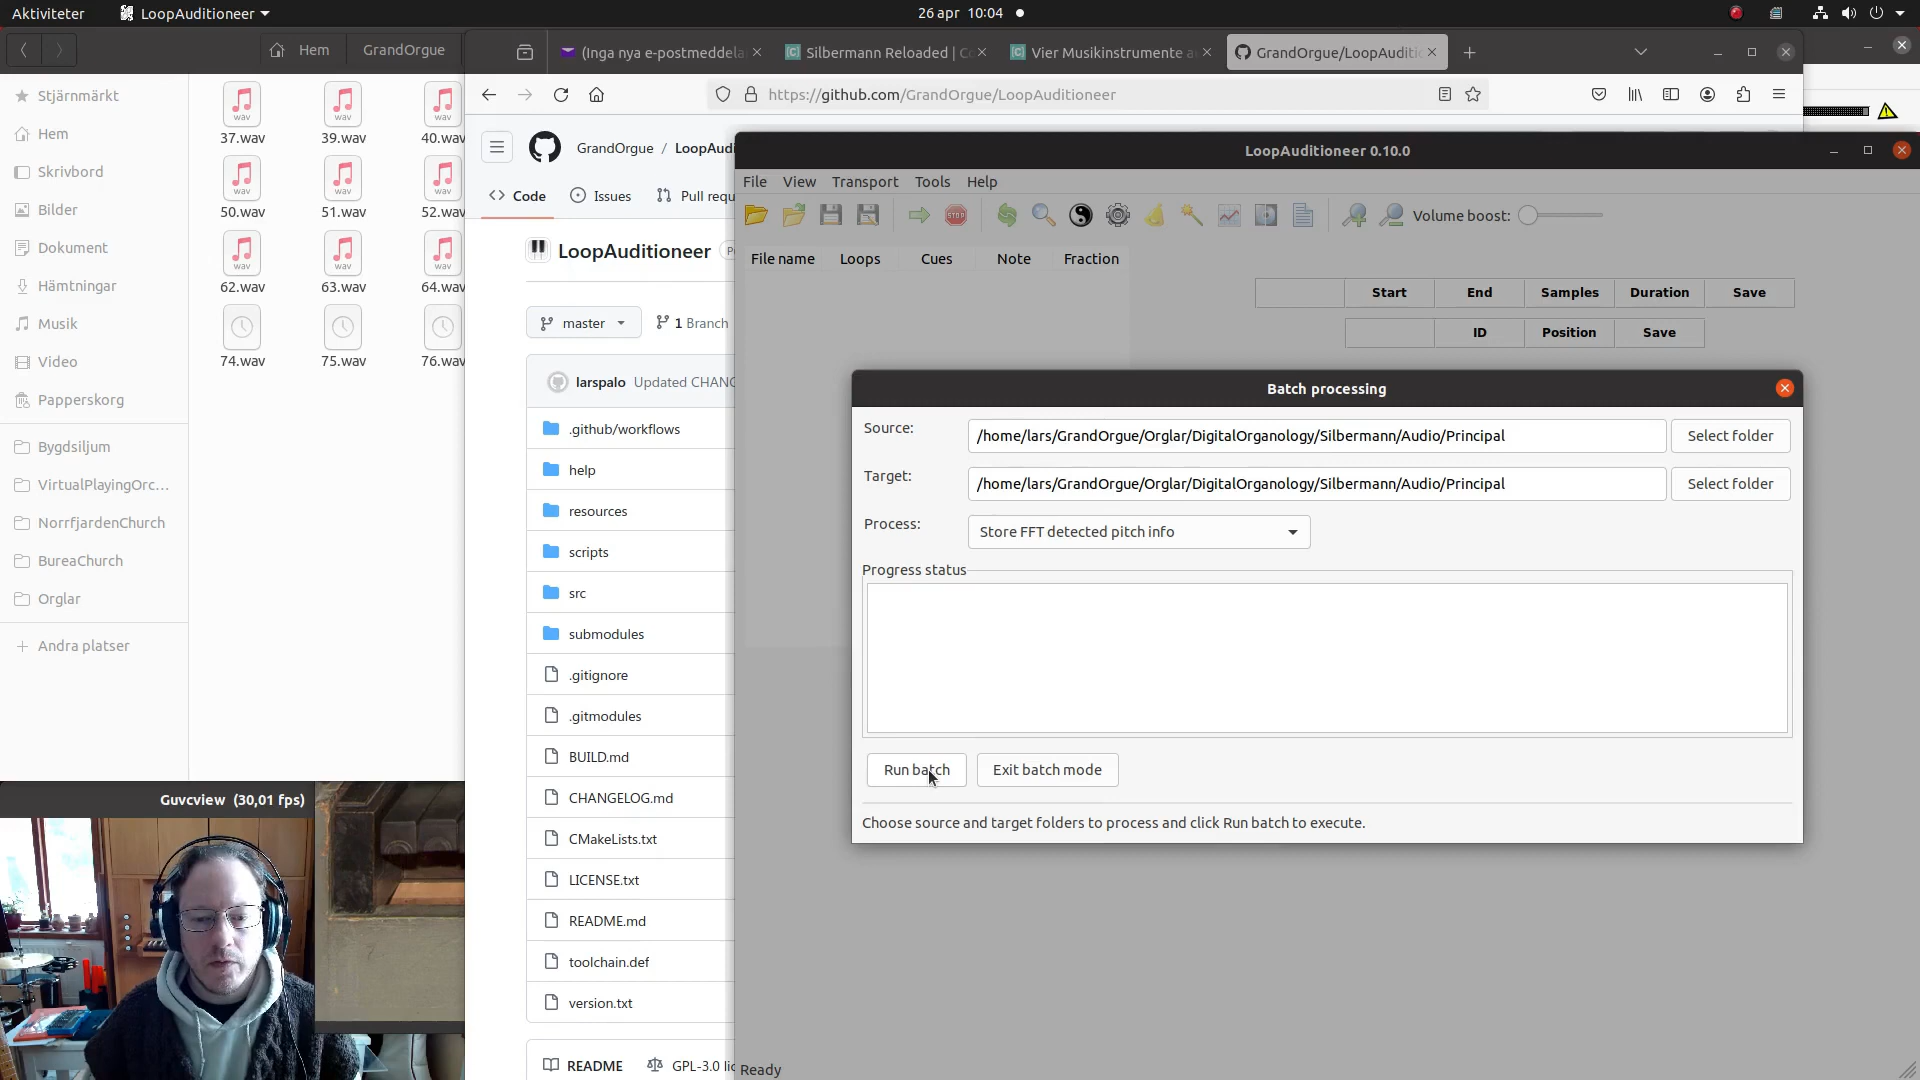 Aktiviteter
LoopAuditioneer
26 apr 10:04
Hem
GrandOrgue
Stjärnmärkt
Hem
Skrivbord
Bilder
Dokument
Hämtningar
Musik
Video
Papperskorg
Bygdsiljum
VirtualPlayingOrc...
NorrfjardenChurch
BureaChurch
Orglar
Andra platser
37.wav
39.wav
40.wav
50.wav
51.wav
52.wav
62.wav
63.wav
64.wav
74.wav
75.wav
76.wav
(Inga nya e-postmeddela
Silbermann Reloaded | Co
Vier Musikinstrumente a
GrandOrgue/LoopAuditi
https://github.com/GrandOrgue/LoopAuditioneer
GrandOrgue / LoopAudi
Code
Issues
Pull requ
LoopAuditioneer
master
1 Branch
larspalo Updated CHANG
.github/workflows
help
resources
scripts
src
submodules
.gitignore
.gitmodules
BUILD.md
CHANGELOG.md
CMakeLists.txt
LICENSE.txt
README.md
toolchain.def
version.txt
README
GPL-3.0 lic
LoopAuditioneer 0.10.0
File View Transport Tools Help
STOP
Volume boost:
File name Loops Cues Note Fraction
Start End Samples Duration Save
ID Position Save
Batch processing
Source:
/home/lars/GrandOrgue/Orglar/DigitalOrganology/Silbermann/Audio/Principal
Select folder
Target:
/home/lars/GrandOrgue/Orglar/DigitalOrganology/Silbermann/Audio/Principal
Select folder
Process:
Store FFT detected pitch info
Progress status
Run batch
Exit batch mode
Choose source and target folders to process and click Run batch to execute.
Ready
Guvcview (30,01 fps)